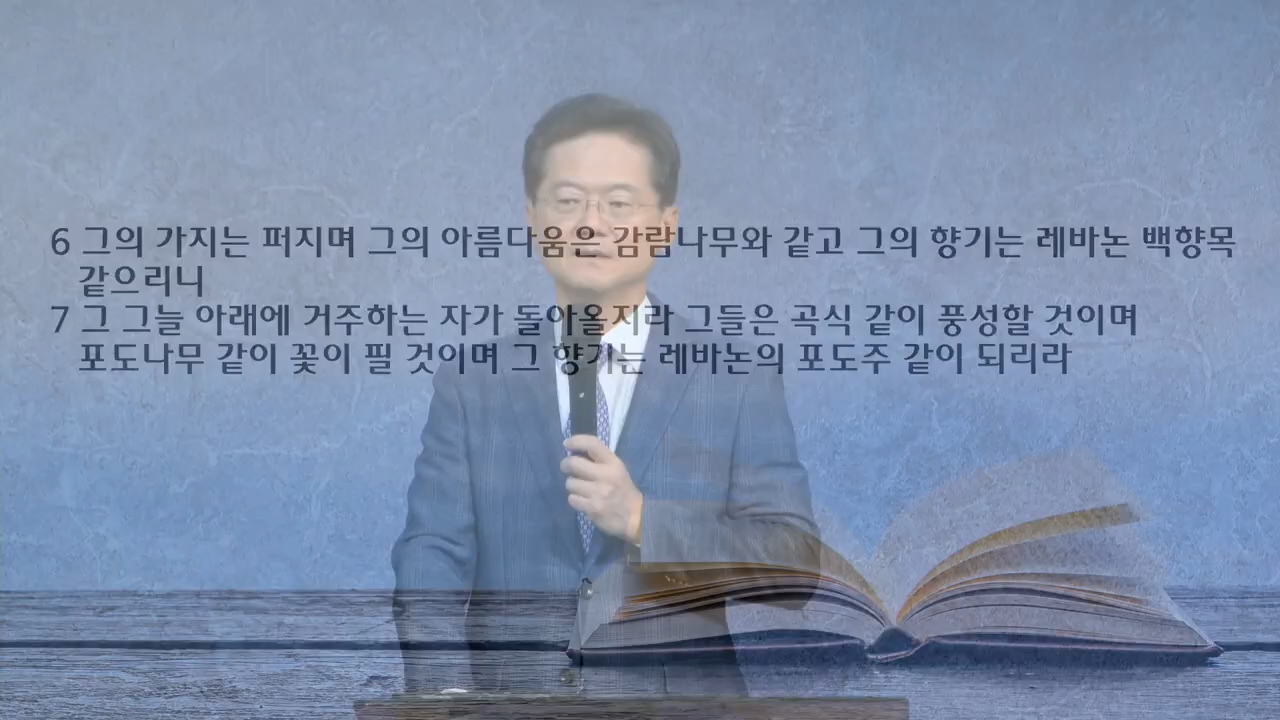 6 그의 가지는 퍼지며 그의 아름다움은 감람나무와 같고 그의 향기는 레바논 백향목
같으리니
7 그 그늘 아래에 거주하는 자가 돌아올지라 그들은 곡식 같이 풍성할 것이며
포도나무 같이 꽃이 필 것이며 그 향기는 레바논의 포도주 같이 되리라